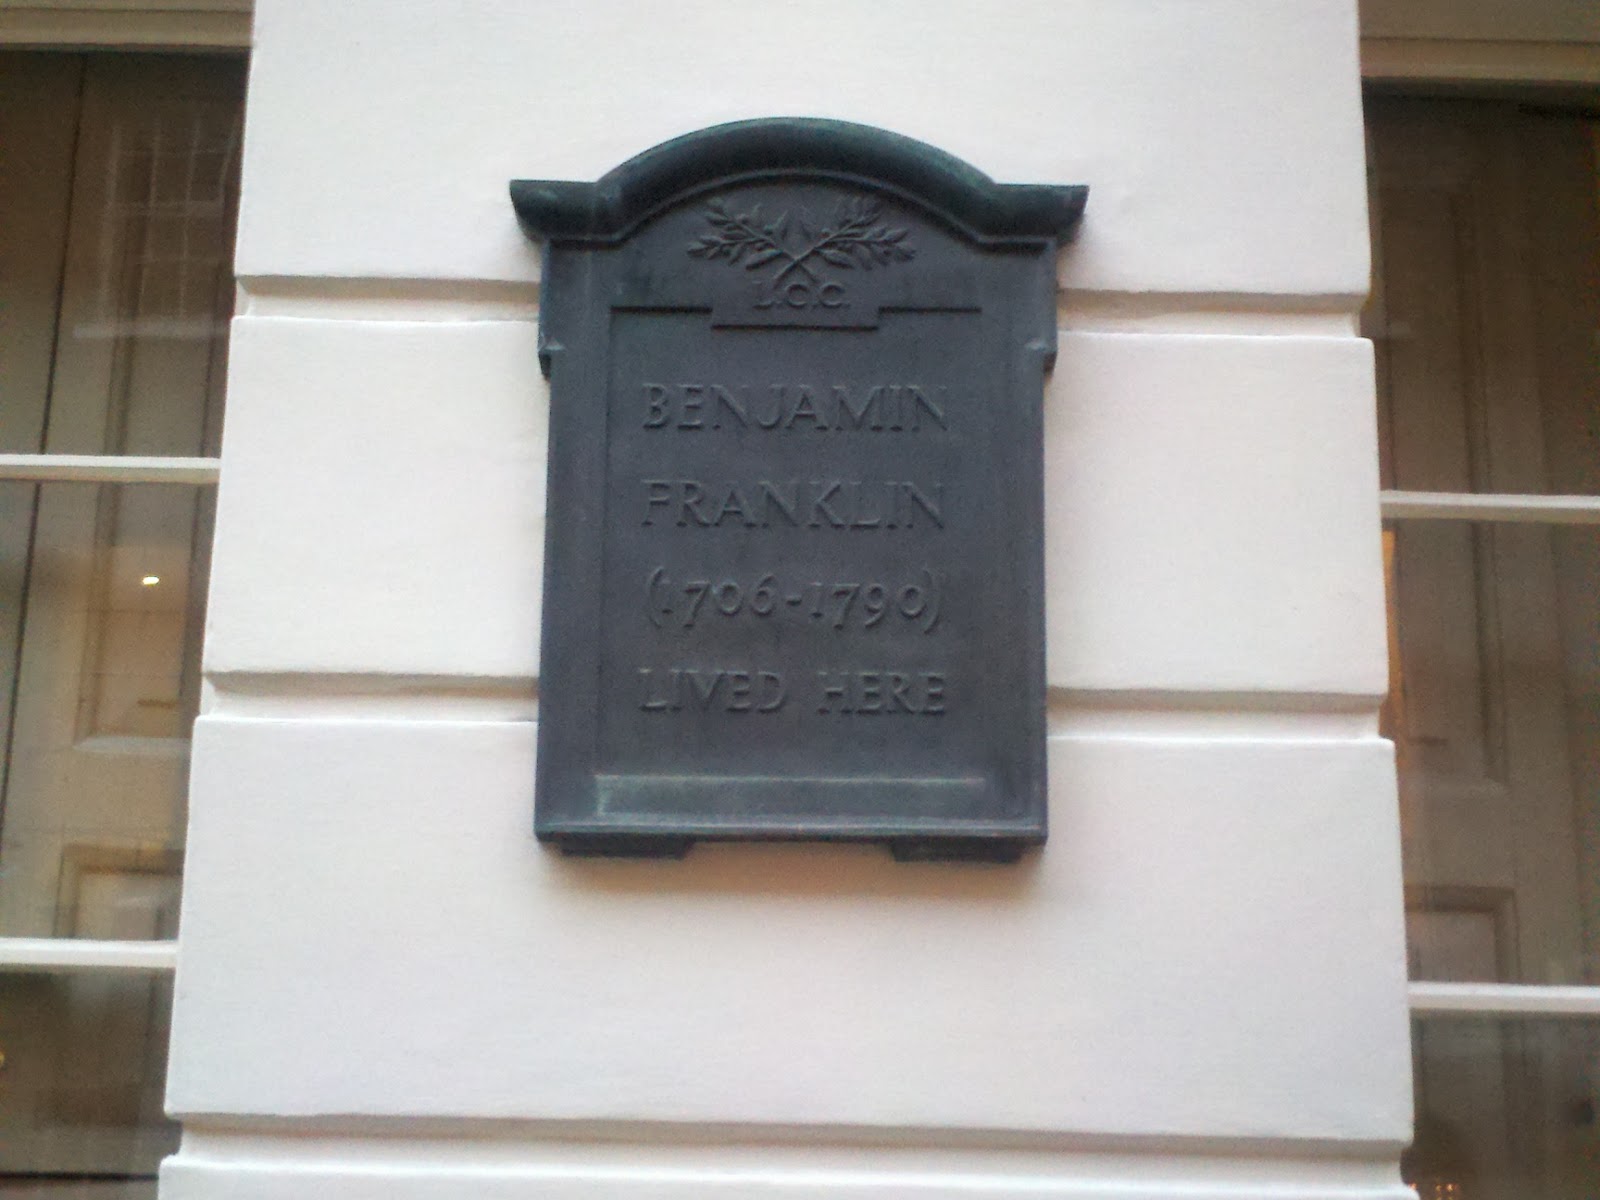 L.C.C.
BENJAMIN
FRANKLIN
(1706-1790)
LIVED HERE